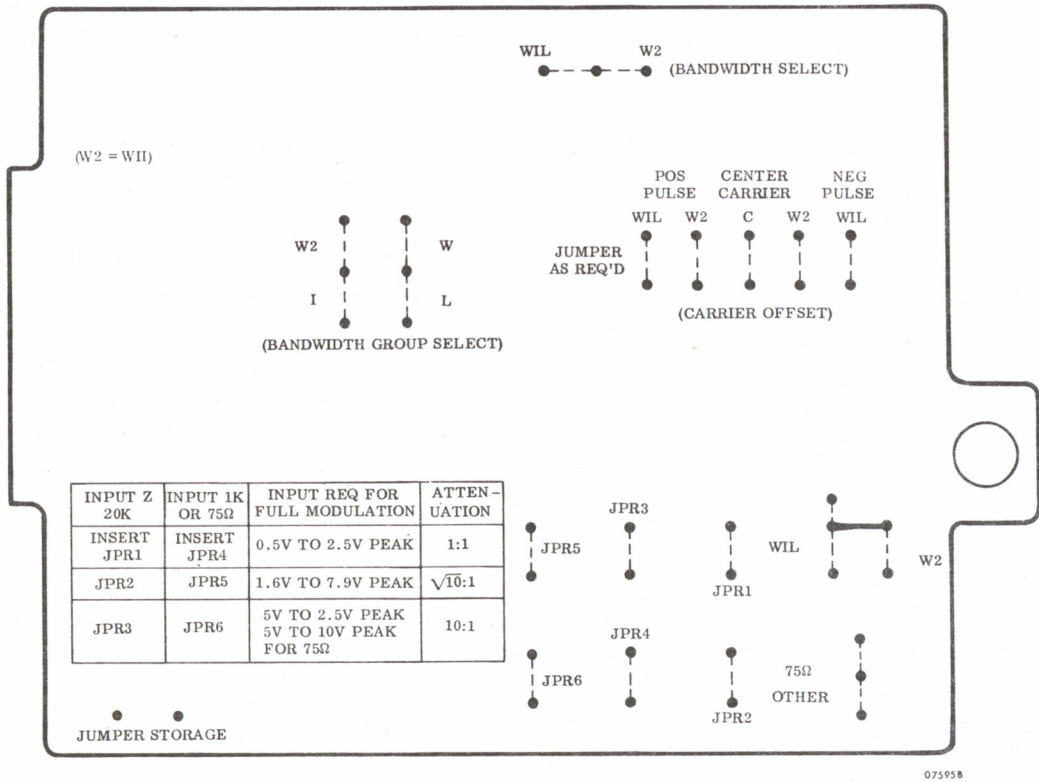 WIL W2
(BANDWIDTH SELECT)
(W2 = WII)
POS PULSE CENTER CARRIER NEG PULSE
WIL W2 C W2 WIL
JUMPER
AS REQ'D
(CARRIER OFFSET)
W2 W
I L
(BANDWIDTH GROUP SELECT)
INPUT Z 20K INPUT 1K OR 75Ω INPUT REQ FOR FULL MODULATION ATTEN-UATION
INSERT JPR1 INSERT JPR4 0.5V TO 2.5V PEAK 1:1
JPR2 JPR5 1.6V TO 7.9V PEAK √10:1
JPR3 JPR6 5V TO 2.5V PEAK 5V TO 10V PEAK FOR 75Ω 10:1
JPR3
JPR5 WIL W2
JPR1
JPR4
JPR6 75Ω
OTHER
JPR2
JUMPER STORAGE
07595B